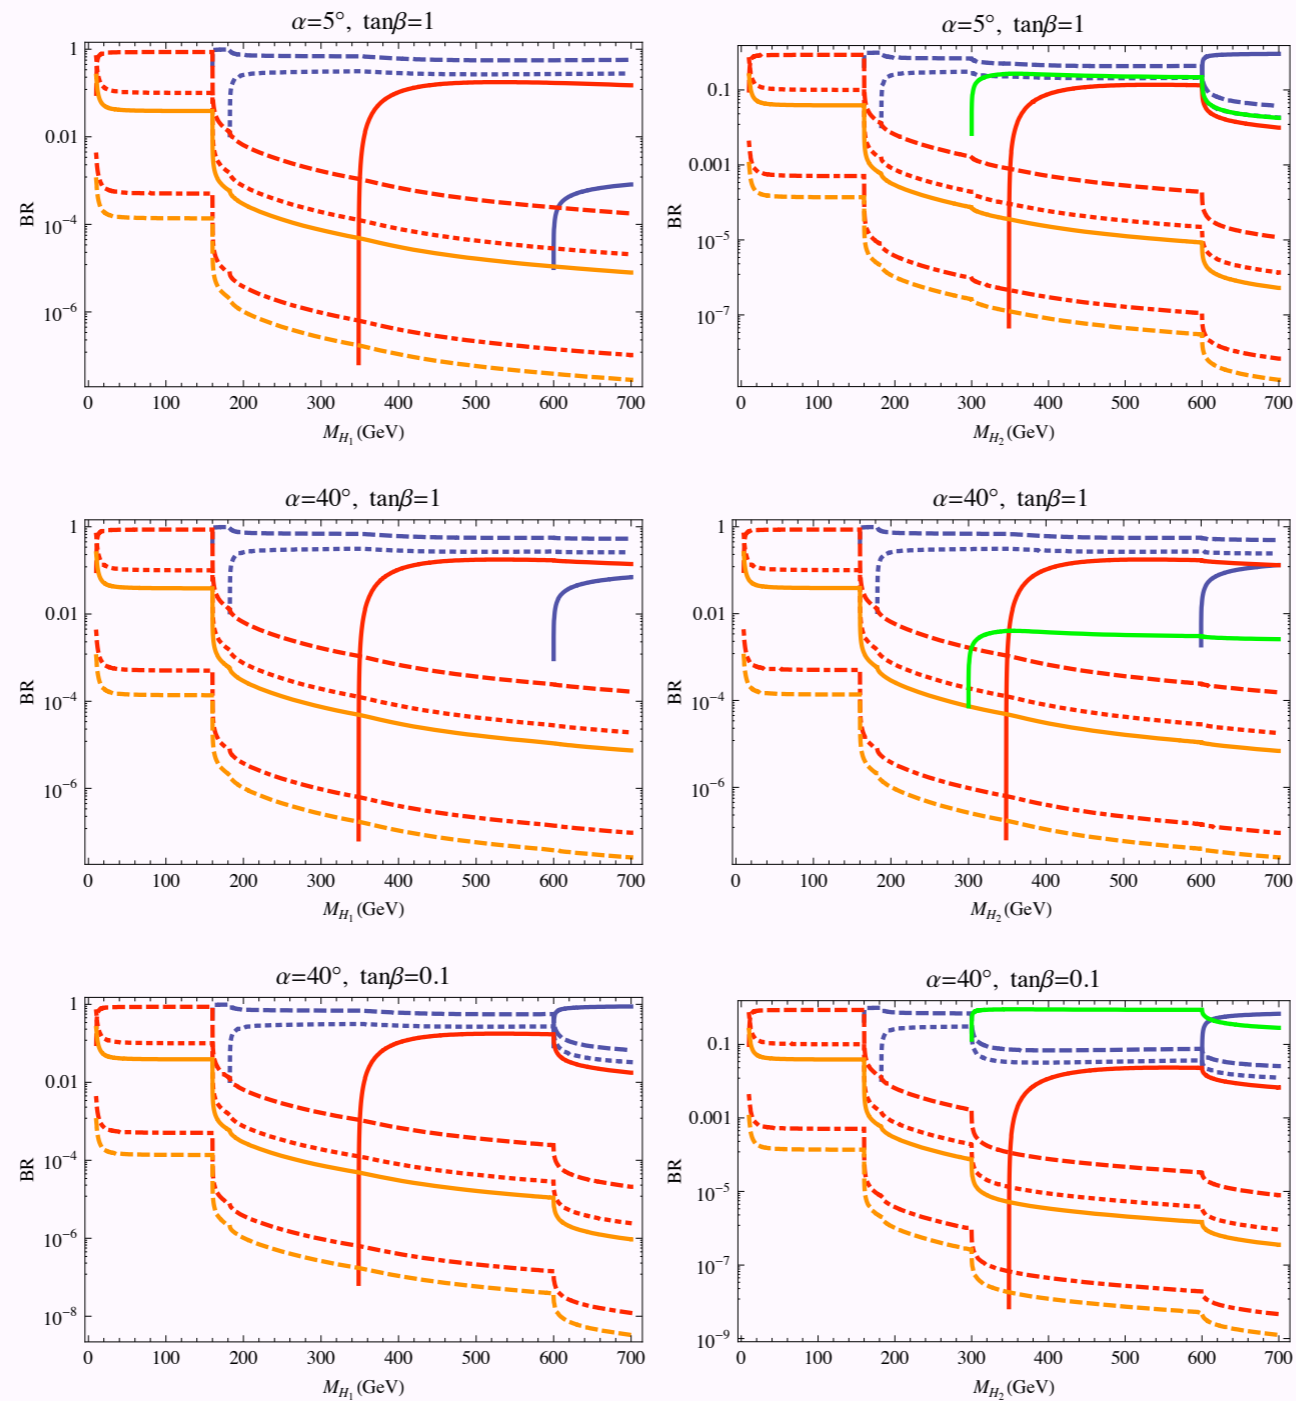 α=5°, tanβ=1
BR
1
0.01
10⁻⁴
10⁻⁶
0 100 200 300 400 500 600 700
M_{H_1}(GeV)
α=5°, tanβ=1
BR
0.1
0.001
10⁻⁵
10⁻⁷
0 100 200 300 400 500 600 700
M_{H_2}(GeV)
α=40°, tanβ=1
BR
1
0.01
10⁻⁴
10⁻⁶
0 100 200 300 400 500 600 700
M_{H_1}(GeV)
α=40°, tanβ=1
BR
1
0.01
10⁻⁴
10⁻⁶
0 100 200 300 400 500 600 700
M_{H_2}(GeV)
α=40°, tanβ=0.1
BR
1
0.01
10⁻⁴
10⁻⁶
10⁻⁸
0 100 200 300 400 500 600 700
M_{H_1}(GeV)
α=40°, tanβ=0.1
BR
0.1
0.001
10⁻⁵
10⁻⁷
10⁻⁹
0 100 200 300 400 500 600 700
M_{H_2}(GeV)